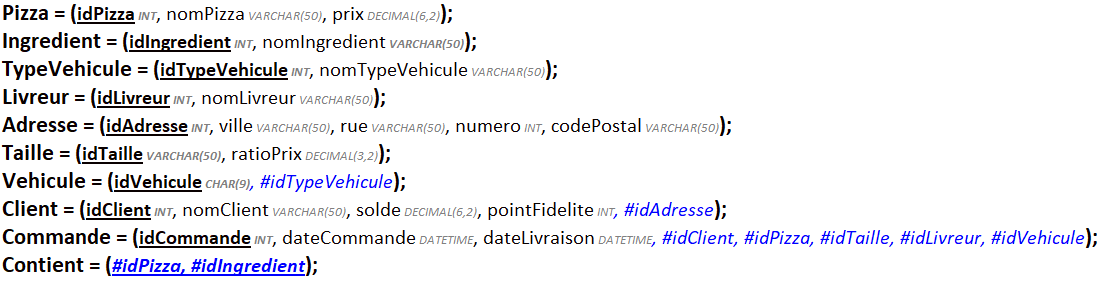 Pizza = (idPizza INT, nomPizza VARCHAR(50), prix DECIMAL(6,2));
Ingredient = (idIngredient INT, nomIngredient VARCHAR(50));
TypeVehicule = (idTypeVehicule INT, nomTypeVehicule VARCHAR(50));
Livreur = (idLivreur INT, nomLivreur VARCHAR(50));
Adresse = (idAdresse INT, ville VARCHAR(50), rue VARCHAR(50), numero INT, codePostal VARCHAR(50));
Taille = (idTaille VARCHAR(50), ratioPrix DECIMAL(3,2));
Vehicule = (idVehicule CHAR(9), #idTypeVehicule);
Client = (idClient INT, nomClient VARCHAR(50), solde DECIMAL(6,2), pointFidelite INT, #idAdresse);
Commande = (idCommande INT, dateCommande DATETIME, dateLivraison DATETIME, #idClient, #idPizza, #idTaille, #idLivreur, #idVehicule);
Contient = (#idPizza, #idIngredient);